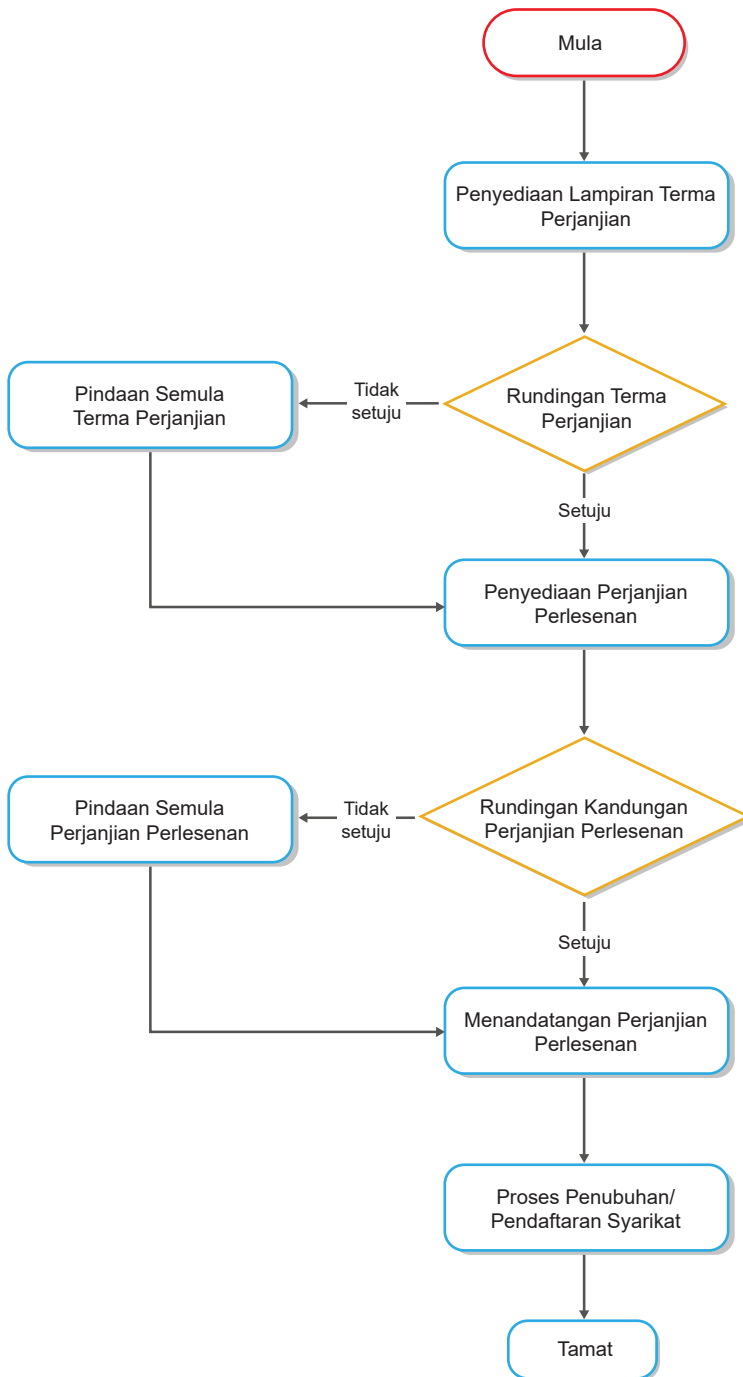 Mula
Penyediaan Lampiran Terma
Perjanjian
Rundingan Terma
Perjanjian
Tidak
setuju
Pindaan Semula
Terma Perjanjian
Setuju
Penyediaan Perjanjian
Perlesenan
Rundingan Kandungan
Perjanjian Perlesenan
Tidak
setuju
Pindaan Semula
Perjanjian Perlesenan
Setuju
Menandatangan Perjanjian
Perlesenan
Proses Penubuhan/
Pendaftaran Syarikat
Tamat